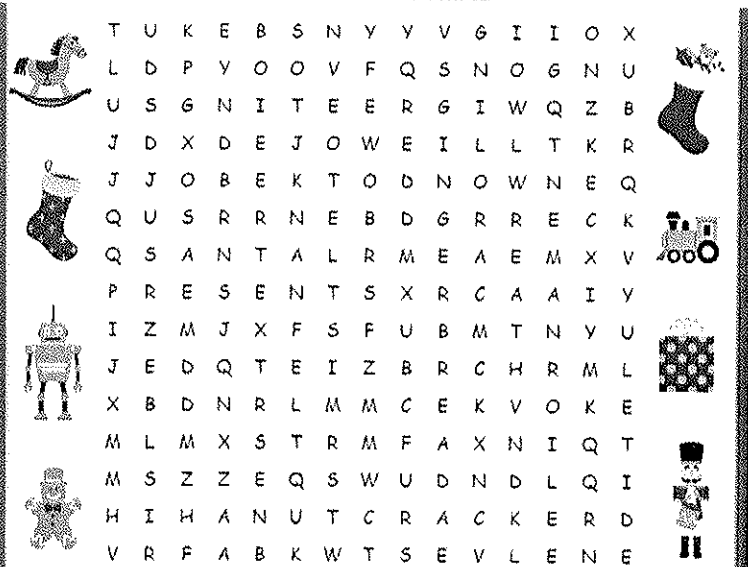 T U K E B S N Y Y V G I I O X
L D P Y O O V F Q S N O G N U
U S G N I T E E R G I W Q Z B
J D X D E J O W E I L L T K R
J J O B E K T O D N O W N E Q
Q U S R R N E B D G R R E C K
Q S A N T A L R M E A E M X V
P R E S E N T S X R C A A I Y
I Z M J X F S F U B M T N Y U
J E D Q T E I Z B R C H R M L
X B D N R L M M C E K V O K E
M L M X S T R M F A X N I Q T
M S Z Z E Q S W U D N D L Q I
H I H A N U T C R A C K E R D
V R F A B K W T S E V L E N E